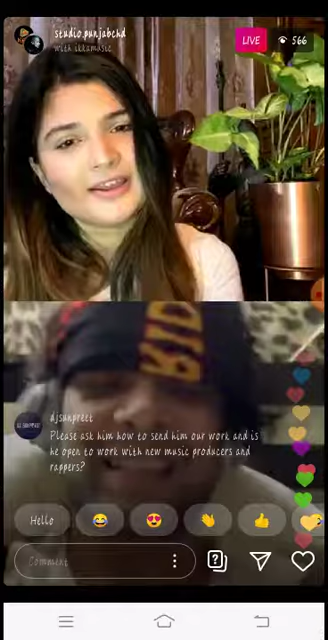 studio.punjabchd
with ikkamusic
LIVE
566
KID
djsunpreet
Please ask him how to send him our work and is
he open to work with new music producers and
rappers?
Hello
Comment